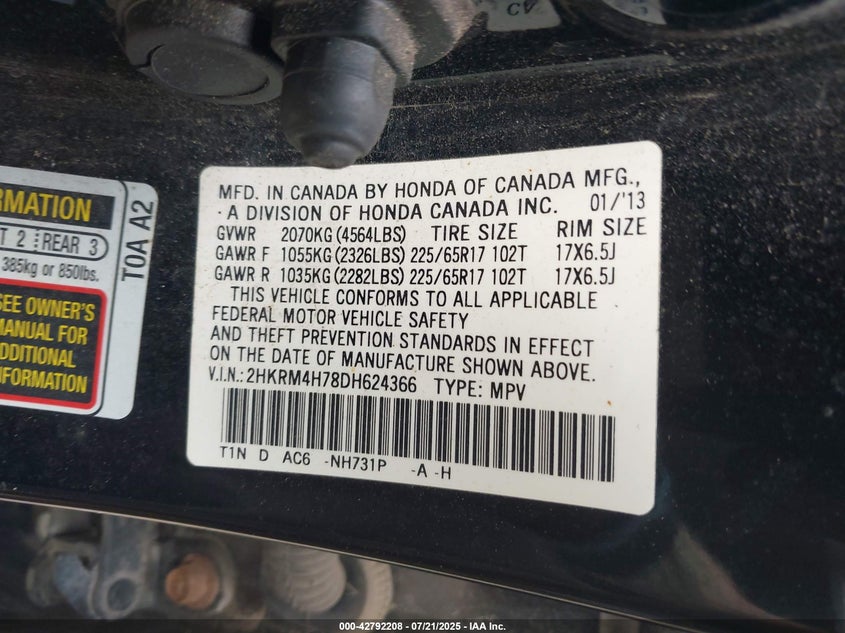 CV
RMATION
T 2 REAR 3
385kg or 850lbs.
SEE OWNER'S
MANUAL FOR
ADDITIONAL
INFORMATION
T0A A2
MFD. IN CANADA BY HONDA OF CANADA MFG.,
A DIVISION OF HONDA CANADA INC. 01/'13
GVWR 2070KG(4564LBS) TIRE SIZE RIM SIZE
GAWR F 1055KG(2326LBS) 225/65R17 102T 17X6.5J
GAWR R 1035KG(2282LBS) 225/65R17 102T 17X6.5J
THIS VEHICLE CONFORMS TO ALL APPLICABLE
FEDERAL MOTOR VEHICLE SAFETY
AND THEFT PREVENTION STANDARDS IN EFFECT
ON THE DATE OF MANUFACTURE SHOWN ABOVE.
V.I.N.:2HKRM4H78DH624366 TYPE: MPV
T1N D AC6 -NH731P -A -H
000-42792208 - 07/21/2025 - IAA Inc.